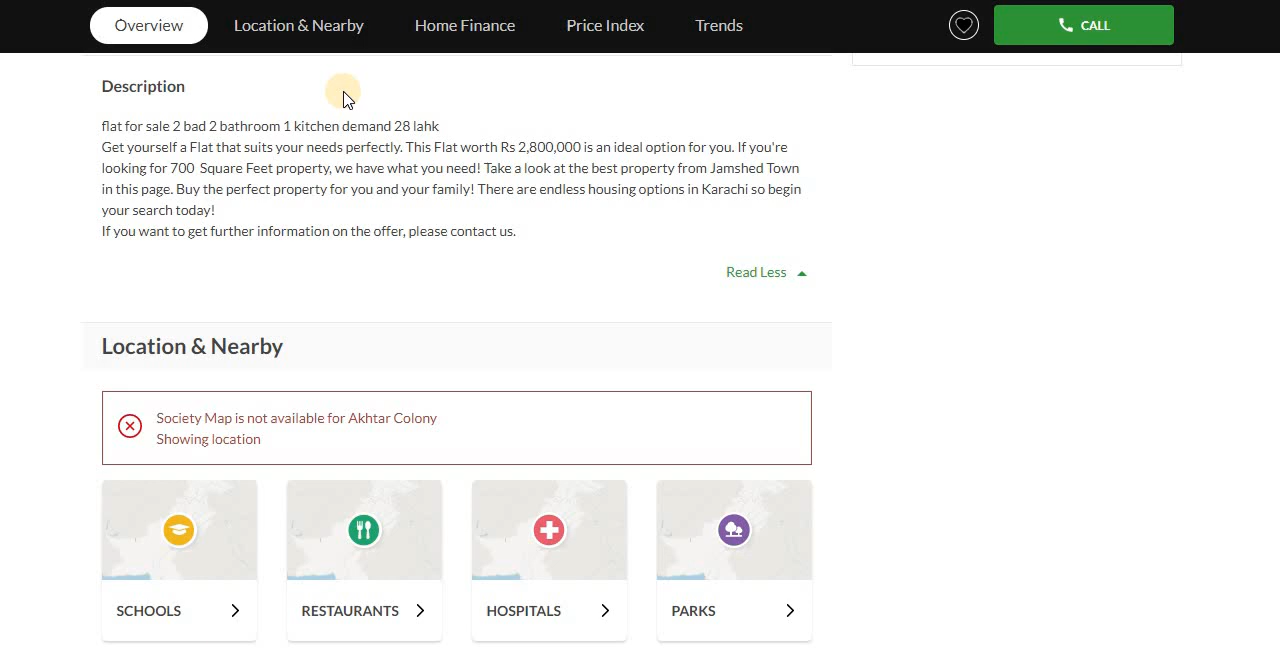 Overview Location & Nearby Home Finance Price Index Trends CALL
Description
flat for sale 2 bad 2 bathroom 1 kitchen demand 28 lahk
Get yourself a Flat that suits your needs perfectly. This Flat worth Rs 2,800,000 is an ideal option for you. If you're
looking for 700 Square Feet property, we have what you need! Take a look at the best property from Jamshed Town
in this page. Buy the perfect property for you and your family! There are endless housing options in Karachi so begin
your search today!
If you want to get further information on the offer, please contact us.
Read Less
Location & Nearby
Society Map is not available for Akhtar Colony
Showing location
SCHOOLS RESTAURANTS HOSPITALS PARKS